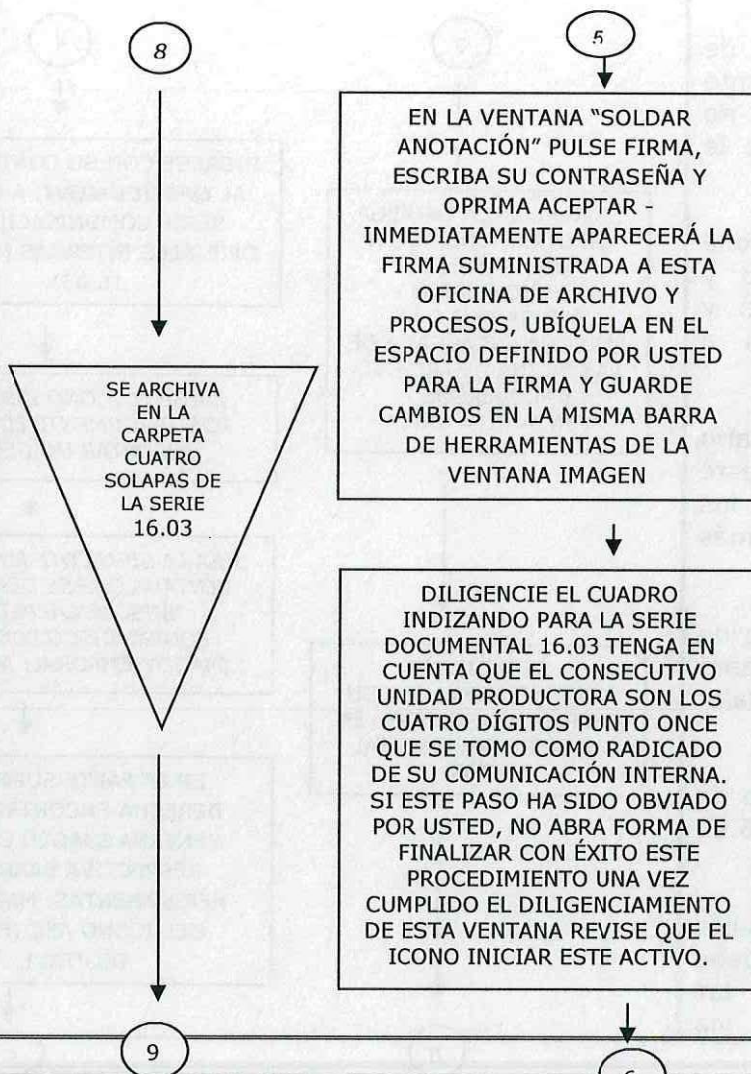 8
SE ARCHIVA
EN LA
CARPETA
CUATRO
SOLAPAS DE
LA SERIE
16.03
9
5
EN LA VENTANA "SOLDAR
ANOTACIÓN" PULSE FIRMA,
ESCRIBA SU CONTRASEÑA Y
OPRIMA ACEPTAR -
INMEDIATAMENTE APARECERÁ LA
FIRMA SUMINISTRADA A ESTA
OFICINA DE ARCHIVO Y
PROCESOS, UBÍQUELA EN EL
ESPACIO DEFINIDO POR USTED
PARA LA FIRMA Y GUARDE
CAMBIOS EN LA MISMA BARRA
DE HERRAMIENTAS DE LA
VENTANA IMAGEN
DILIGENCIE EL CUADRO
INDIZANDO PARA LA SERIE
DOCUMENTAL 16.03 TENGA EN
CUENTA QUE EL CONSECUTIVO
UNIDAD PRODUCTORA SON LOS
CUATRO DÍGITOS PUNTO ONCE
QUE SE TOMO COMO RADICADO
DE SU COMUNICACIÓN INTERNA.
SI ESTE PASO HA SIDO OBVIADO
POR USTED, NO ABRA FORMA DE
FINALIZAR CON ÉXITO ESTE
PROCEDIMIENTO UNA VEZ
CUMPLIDO EL DILIGENCIAMIENTO
DE ESTA VENTANA REVISE QUE EL
ICONO INICIAR ESTE ACTIVO.
6